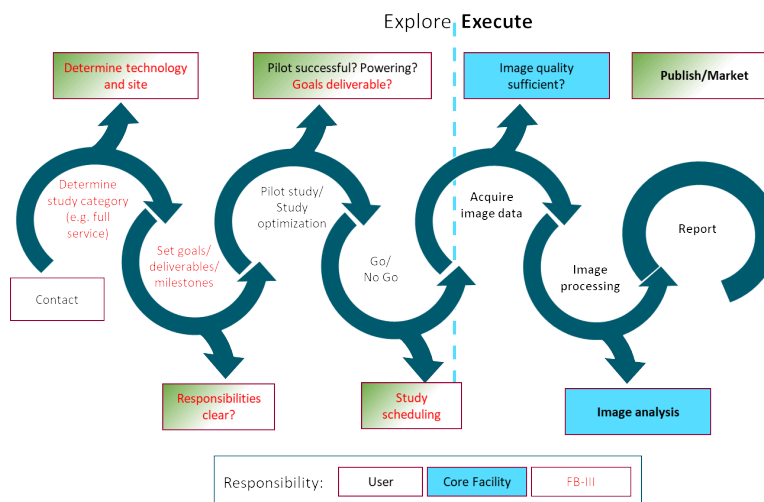 Explore Execute
Determine technology
and site
Pilot successful? Powering?
Goals deliverable?
Image quality
sufficient?
Publish/Market
Determine
study category
(e.g. full
service)
Pilot study/
Study
optimization
Acquire
image data
Report
Set goals/
deliverables/
milestones
Go/
No Go
Image
processing
Contact
Responsibilities
clear?
Study
scheduling
Image analysis
Responsibility:
User
Core Facility
FB-III